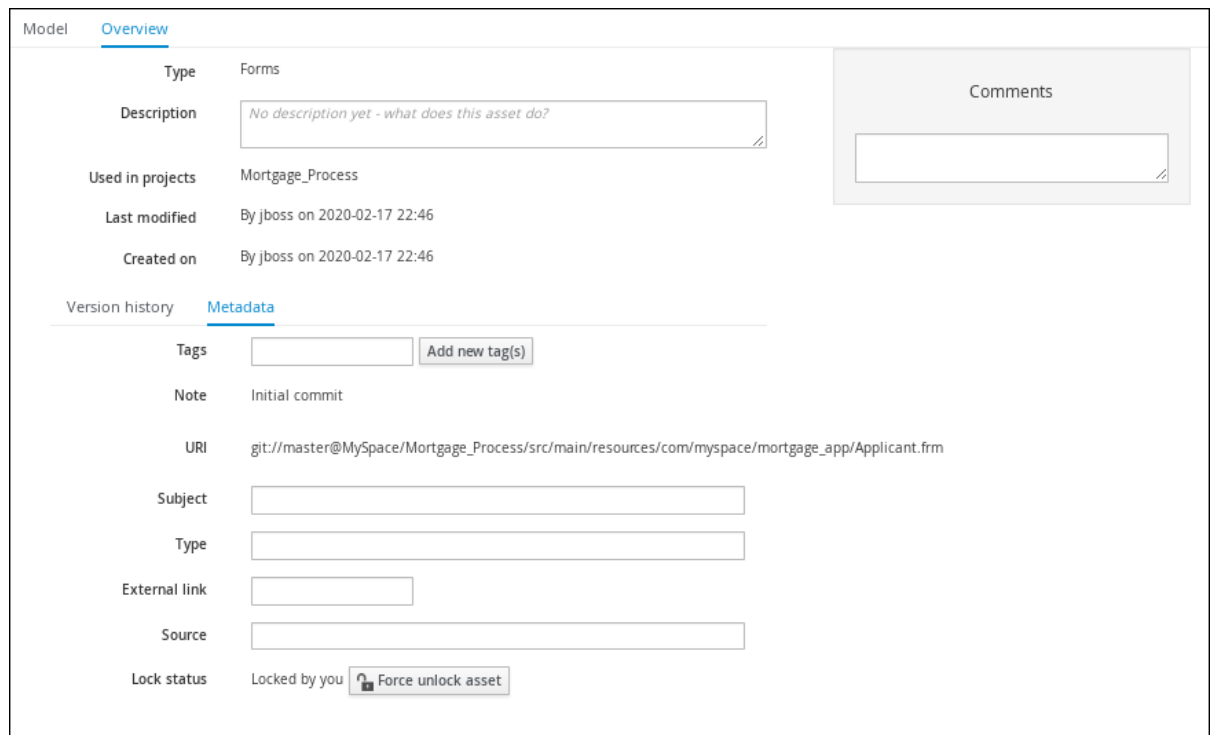 Model Overview
Type Forms
Comments
Description No description yet - what does this asset do?
Used in projects Mortgage_Process
Last modified By jboss on 2020-02-17 22:46
Created on By jboss on 2020-02-17 22:46
Version history Metadata
Tags Add new tag(s)
Note Initial commit
URI git://master@MySpace/Mortgage_Process/src/main/resources/com/myspace/mortgage_app/Applicant.frm
Subject
Type
External link
Source
Lock status Locked by you Force unlock asset